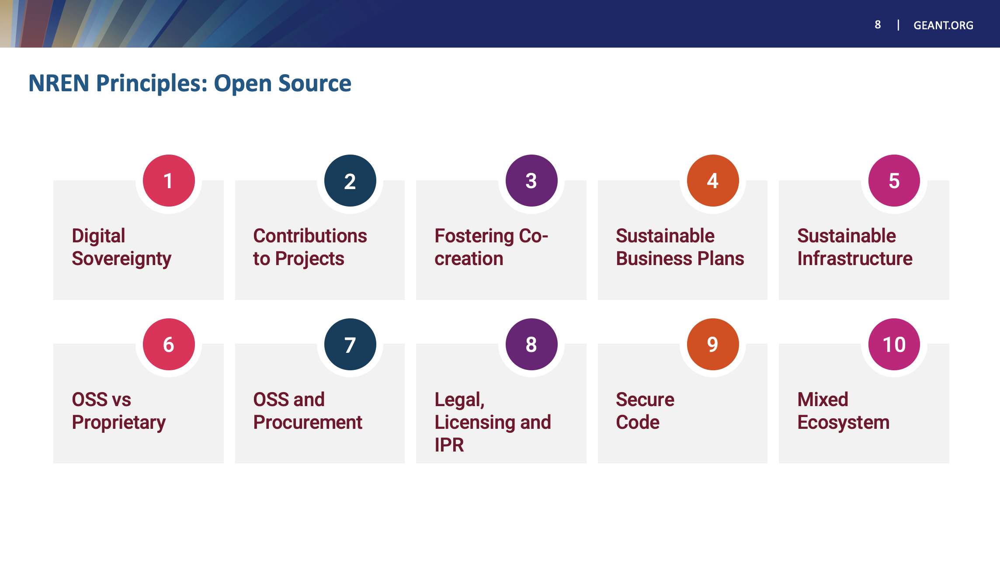 8 | GEANT.ORG
NREN Principles: Open Source
1
Digital
Sovereignty
2
Contributions
to Projects
3
Fostering Co-
creation
4
Sustainable
Business Plans
5
Sustainable
Infrastructure
6
OSS vs
Proprietary
7
OSS and
Procurement
8
Legal,
Licensing and
IPR
9
Secure
Code
10
Mixed
Ecosystem